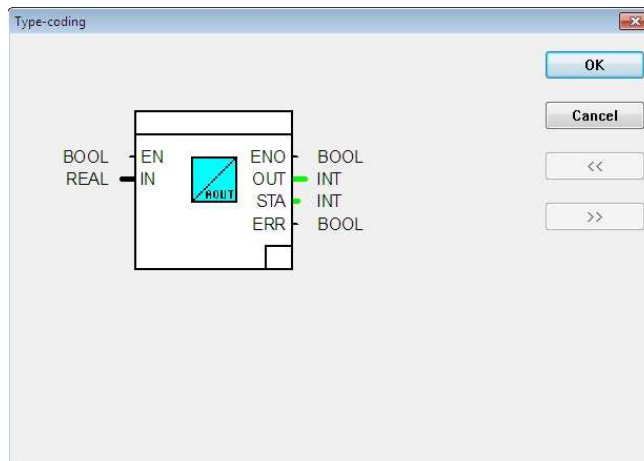 Type-coding
OK
Cancel
<<
>>
BOOL EN ENO BOOL
REAL IN OUT INT
AOUT
STA INT
ERR BOOL